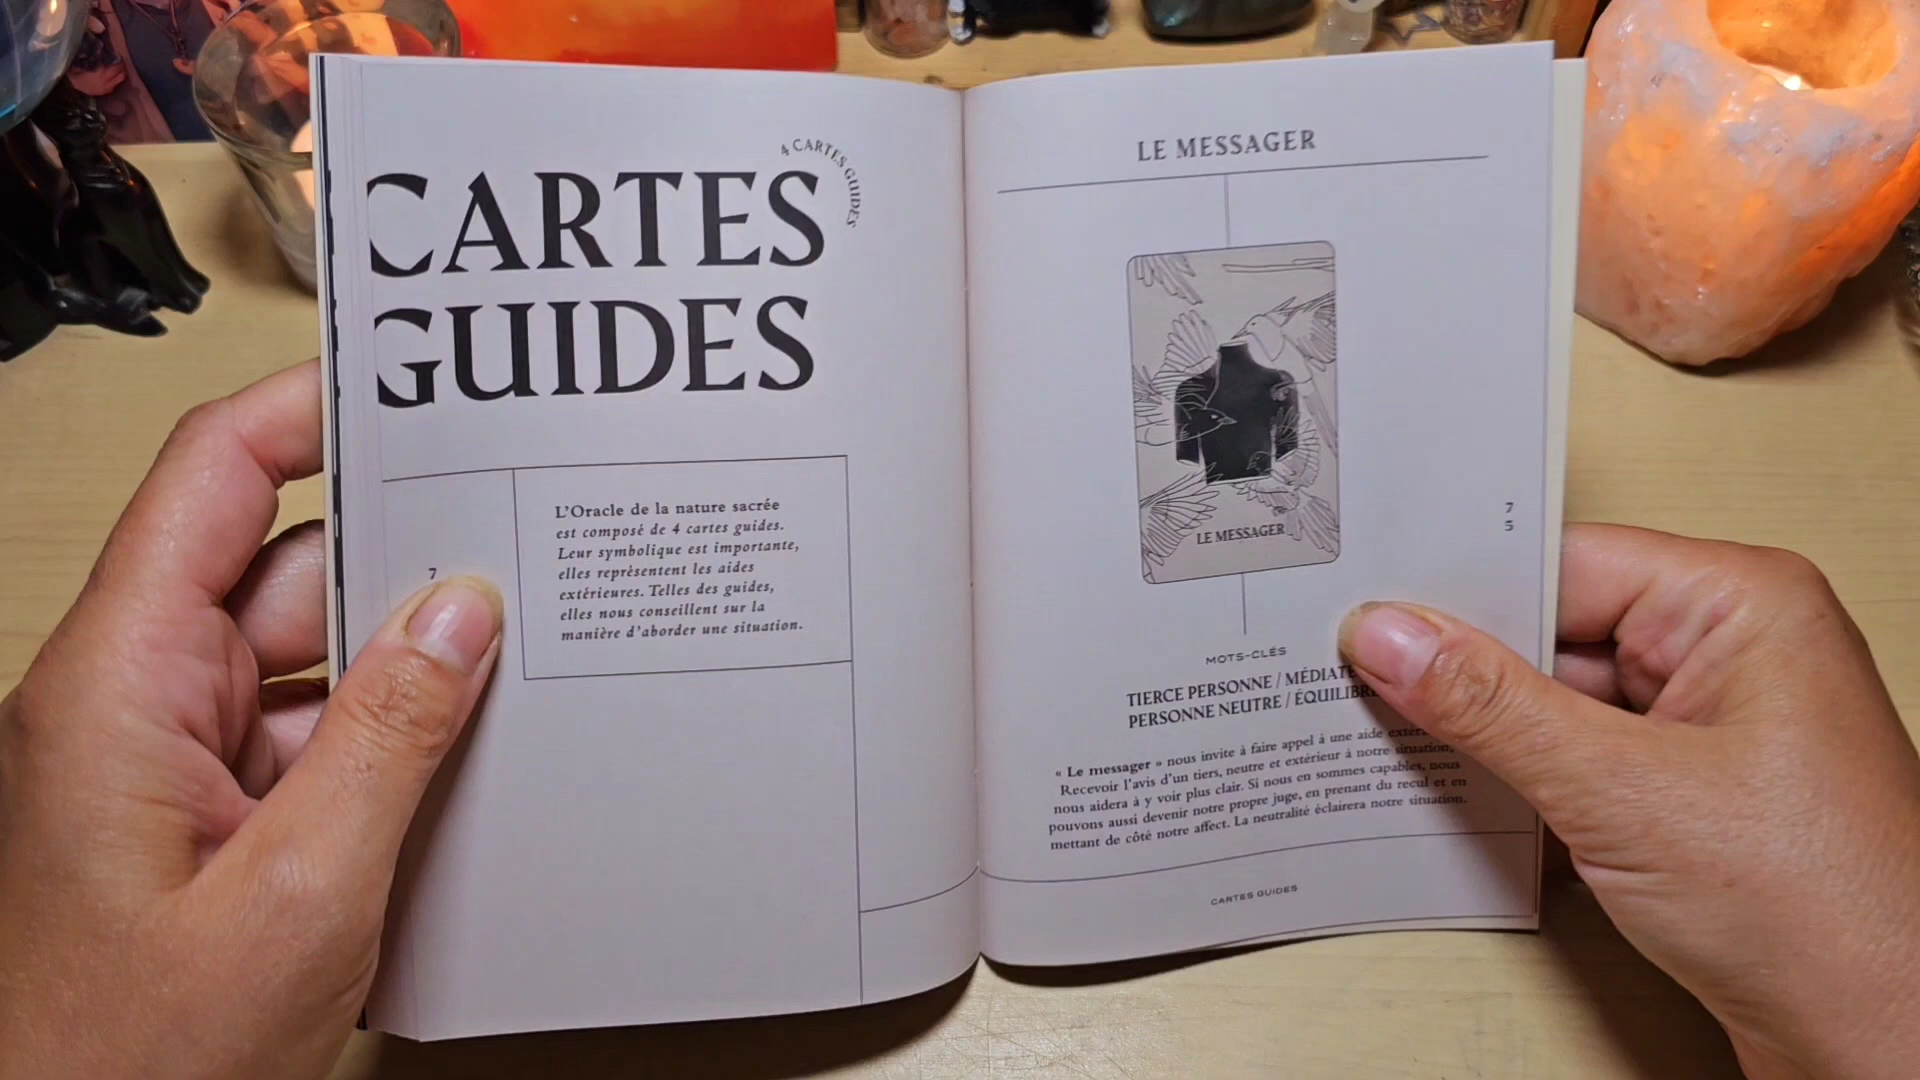 4 CARTES GUIDES
CARTES
GUIDES
L'Oracle de la nature sacrée
est composé de 4 cartes guides.
Leur symbolique est importante,
elles représentent les aides
extérieures. Telles des guides,
elles nous conseillent sur la
manière d'aborder une situation.
7
LE MESSAGER
LE MESSAGER
7
5
MOTS-CLÉS
TIERCE PERSONNE / MÉDIATE
PERSONNE NEUTRE / ÉQUILIBRE
« Le messager » nous invite à faire appel à une aide
Recevoir l'avis d'un tiers, neutre et extérieur à notre situation,
nous aidera à y voir plus clair. Si nous en sommes capables, nous
pouvons aussi devenir notre propre juge, en prenant du recul et en
mettant de côté notre affect. La neutralité éclairera notre situation.
CARTES GUIDES